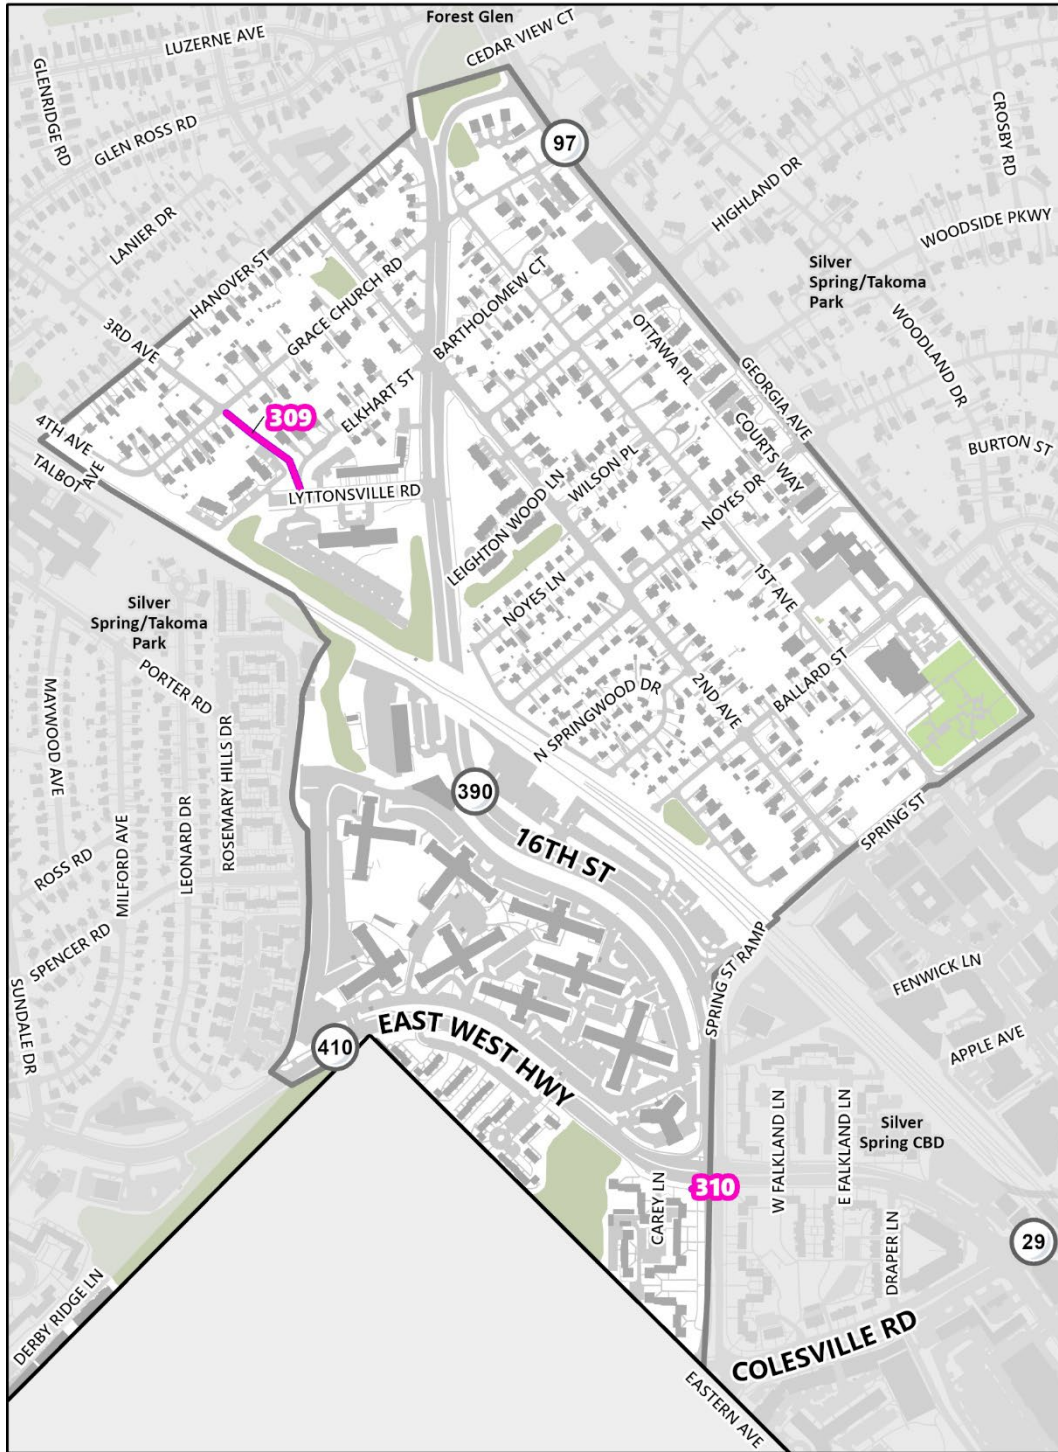 Forest Glen
LUZERNE AVE
CEDAR VIEW CT
GLENRIDGE RD
GLEN ROSS RD
CROSBY RD
97
HIGHLAND DR
LANIER DR
WOODSIDE PKWY
HANOVER ST
Silver
Spring/Takoma
Park
GRACE CHURCH RD
BARTHOLOMEW CT
3RD AVE
OTTAWA PL
WOODLAND DR
GEORGIA AVE
ELKHART ST
309
4TH AVE
COURTS WAY
BURTON ST
TALBOT
AVE
WILSON PL
LYTTONSVILLE RD
NOYES DR
LEIGHTON WOOD LN
1ST AVE
NOYES LN
Silver
Spring/Takoma
Park
PORTER RD
BALLARD ST
2ND AVE
MAYWOOD AVE
N SPRINGWOOD DR
ROSEMARY HILLS DR
390
SPRING ST
16TH ST
MILFORD AVE
LEONARD DR
ROSS RD
SPENCER RD
SPRING ST RAMP
FENWICK LN
SUNDALE DR
410
EAST WEST HWY
APPLE AVE
Silver
Spring CBD
W FALKLAND LN
E FALKLAND LN
310
CAREY LN
29
DRAPER LN
DERBY RIDGE LN
COLESVILLE RD
EASTERN AVE